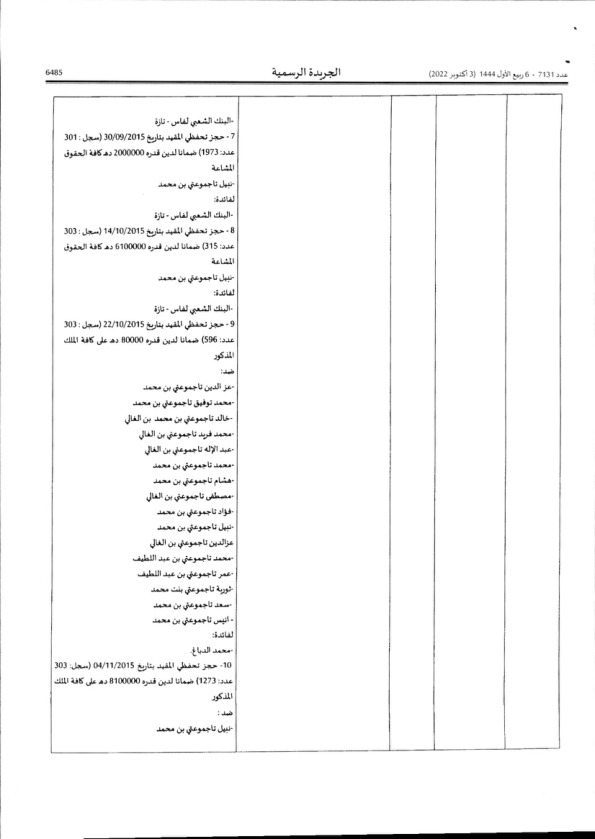 عدد 7131 - 6 ربيع الأول 1444 (3 أكتوبر 2022)
الجريدة الرسمية
6485
-البنك الشعبي لفاس - تازة
7 - حجز تحفظي المقيد بتاريخ 30/09/2015 (سجل : 301
عدد: 1973) ضمانا لدين قدره 2000000 دهـ كافة الحقوق
المشاعة
-نبيل تاجموعتي بن محمد
لفائدة:
-البنك الشعبي لفاس - تازة
8 - حجز تحفظي المقيد بتاريخ 14/10/2015 (سجل : 303
عدد: 315) ضمانا لدين قدره 6100000 دهـ كافة الحقوق
المشاعة
-نبيل تاجموعتي بن محمد
لفائدة:
-البنك الشعبي لفاس - تازة
9 - حجز تحفظي المقيد بتاريخ 22/10/2015 (سجل : 303
عدد: 596) ضمانا لدين قدره 80000 دهـ على كافة الملك
المذكور
ضد:
-عز الدين تاجموعتي بن محمد
-محمد توفيق تاجموعتي بن محمد
-خالد تاجموعتي بن محمد بن الغالي
-محمد فريد تاجموعتي بن الغالي
-عبد الإله تاجموعتي بن الغالي
-محمد تاجموعتي بن محمد
-هشام تاجموعتي بن محمد
-مصطفى تاجموعتي بن الغالي
-فؤاد تاجموعتي بن محمد
-نبيل تاجموعتي بن محمد
عزالدين تاجموعتي بن الغالي
-محمد تاجموعتي بن عبد اللطيف
-عمر تاجموعتي بن عبد اللطيف
-ثورية تاجموعتي بنت محمد
-سعد تاجموعتي بن محمد
- انيس تاجموعتي بن محمد
لفائدة:
-محمد الدباغ.
10- حجز تحفظي المقيد بتاريخ 04/11/2015 (سجل: 303
عدد: 1273) ضمانا لدين قدره 8100000 دهـ على كافة الملك
المذكور
ضد :
-نبيل تاجموعتي بن محمد